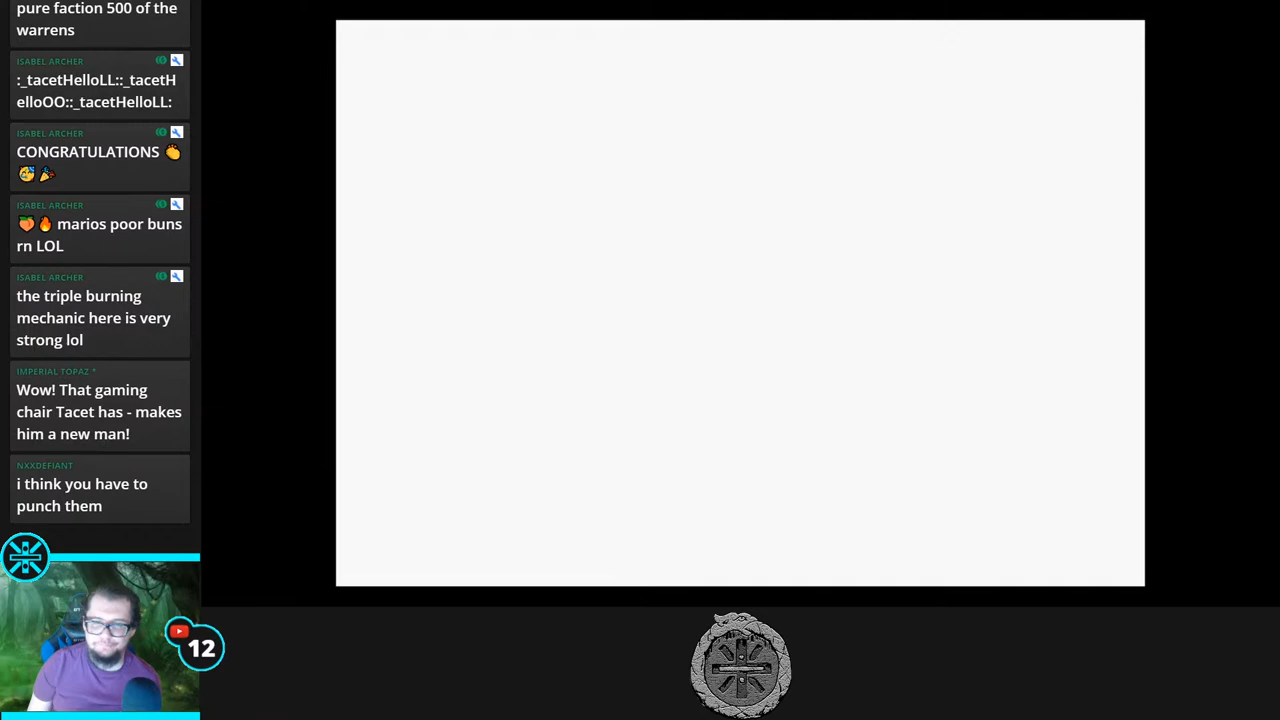 pure faction 500 of the
warrens
ISABEL ARCHER
:_tacetHelloLL::_tacetH
elloOO::_tacetHelloLL:
ISABEL ARCHER
CONGRATULATIONS 👏
😅🎉
ISABEL ARCHER
🍑🔥 marios poor buns
rn LOL
ISABEL ARCHER
the triple burning
mechanic here is very
strong lol
IMPERIAL TOPAZ *
Wow! That gaming
chair Tacet has - makes
him a new man!
NXXDEFIANT
i think you have to
punch them
12